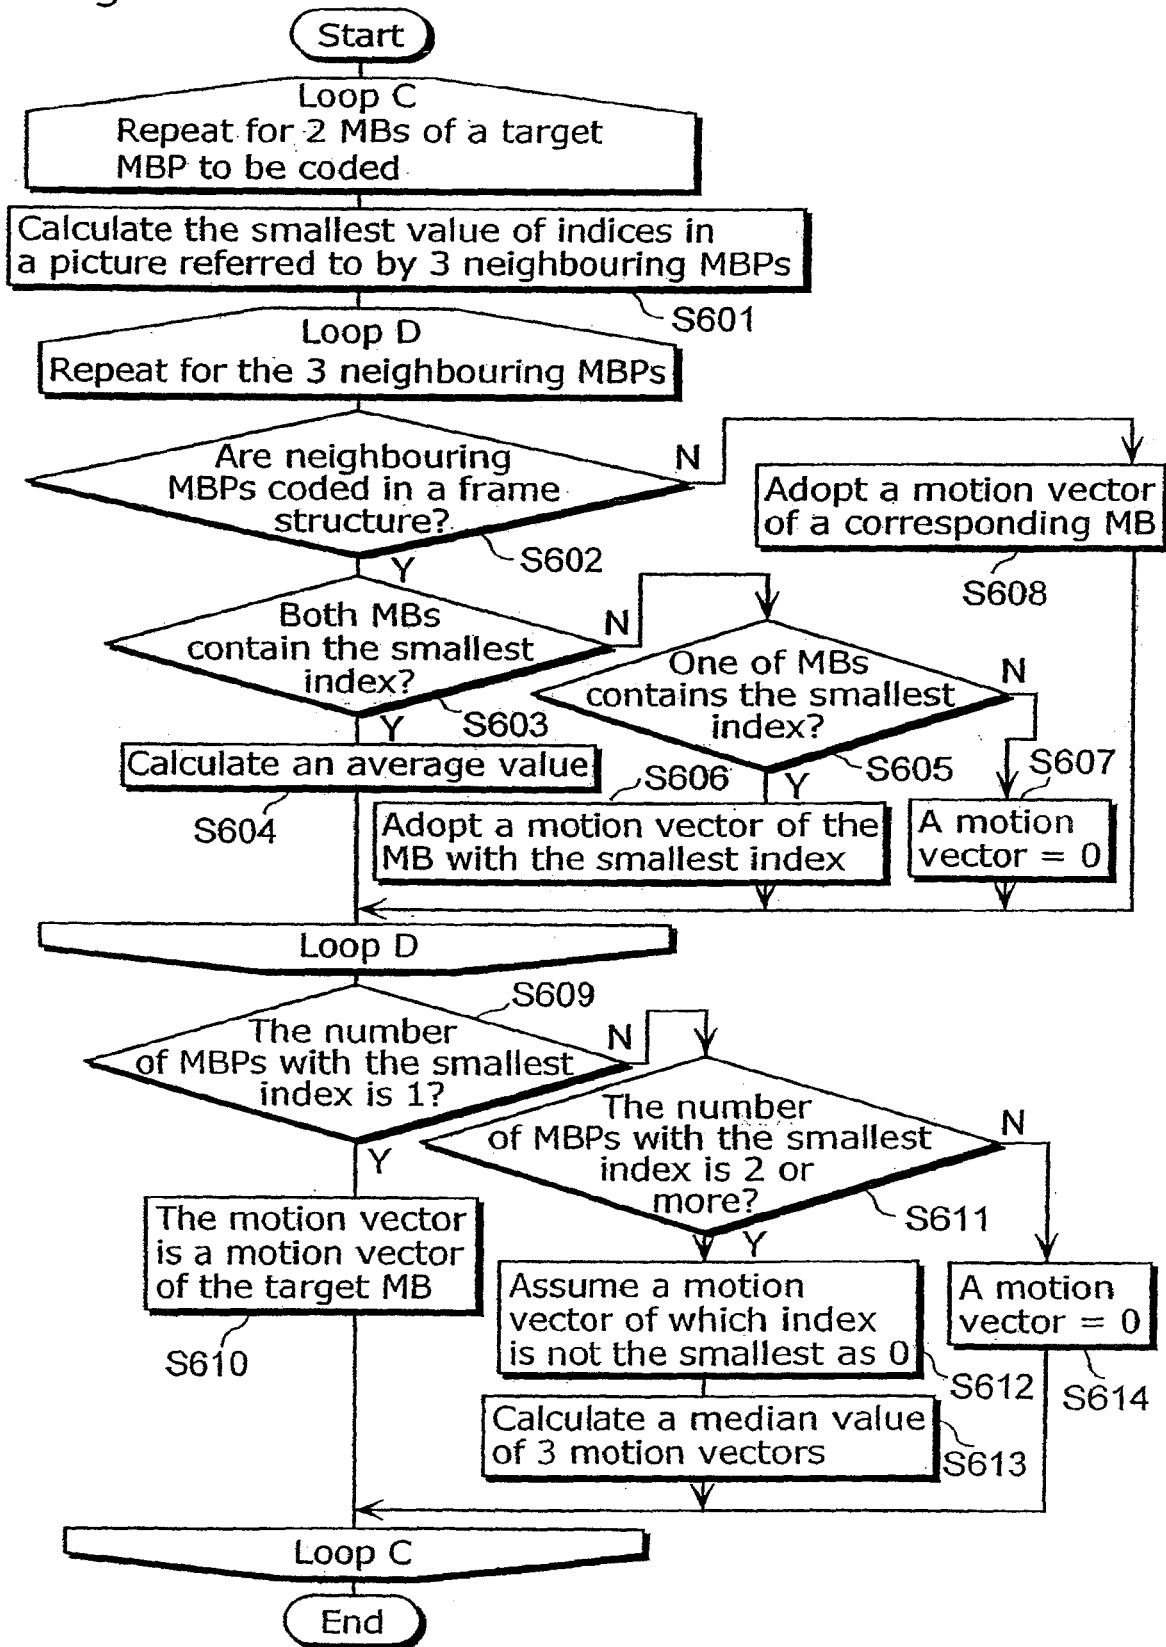 Start
Loop C
Repeat for 2 MBs of a target
MBP to be coded
Calculate the smallest value of indices in
a picture referred to by 3 neighbouring MBPs
S601
Loop D
Repeat for the 3 neighbouring MBPs
Are neighbouring
MBPs coded in a frame
structure?
N
S602
Y
Adopt a motion vector
of a corresponding MB
S608
Both MBs
contain the smallest
index?
N
S603
Y
One of MBs
contains the smallest
index?
N
S605
Y
Calculate an average value
S604
S606
Adopt a motion vector of the
MB with the smallest index
S607
A motion
vector = 0
Loop D
S609
The number
of MBPs with the smallest
index is 1?
N
Y
The number
of MBPs with the smallest
index is 2 or
more?
N
S611
Y
The motion vector
is a motion vector
of the target MB
S610
Assume a motion
vector of which index
is not the smallest as 0
S612
A motion
vector = 0
S614
Calculate a median value
of 3 motion vectors
S613
Loop C
End